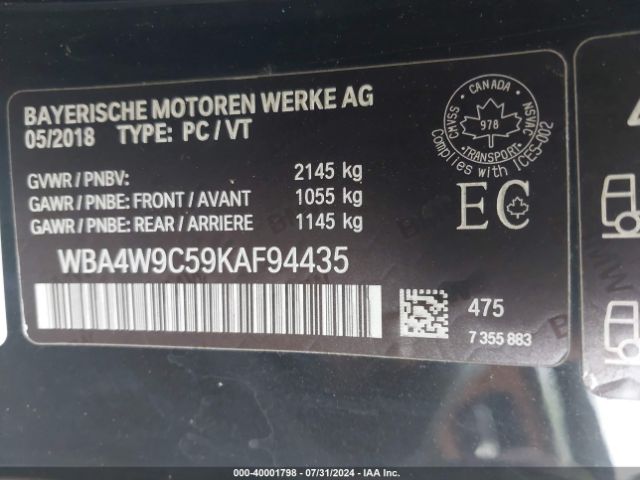 BAYERISCHE MOTOREN WERKE AG
05/2018 TYPE: PC / VT
GVWR / PNBV: 2145 kg
GAWR / PNBE: FRONT / AVANT 1055 kg
GAWR / PNBE: REAR / ARRIERE 1145 kg
WBA4W9C59KAF94435
CANADA
CMVSS
NSVAC
978
TRANSPORT
ICES-002
EC
475
7 355 883
000-40001798 - 07/31/2024 - IAA Inc.